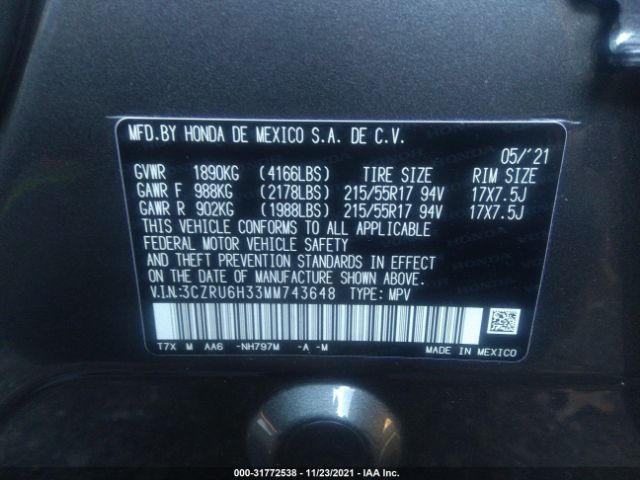 MFD.BY HONDA DE MEXICO S.A. DE C.V.
05/'21
GVWR 1890KG (4166LBS) TIRE SIZE RIM SIZE
GAWR F 988KG (2178LBS) 215/55R17 94V 17X7.5J
GAWR R 902KG (1988LBS) 215/55R17 94V 17X7.5J
THIS VEHICLE CONFORMS TO ALL APPLICABLE
FEDERAL MOTOR VEHICLE SAFETY
AND THEFT PREVENTION STANDARDS IN EFFECT
ON THE DATE OF MANUFACTURE SHOWN ABOVE.
V.IN:3CZRU6H33MM743648 TYPE: MPV
T7X M AA6 -NH797M -A -M
MADE IN MEXICO
000-31772538 - 11/23/2021 - IAA Inc.